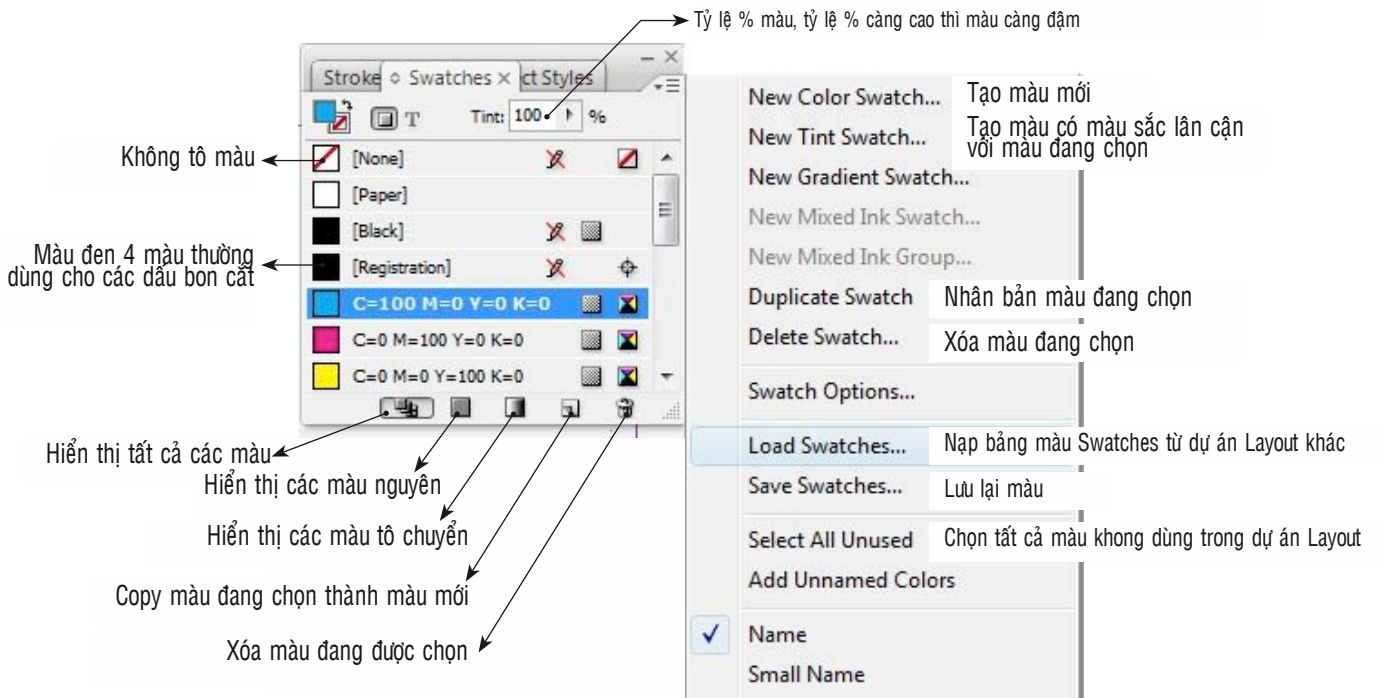 Tỷ lệ % màu, tỷ lệ % càng cao thì màu càng đậm
Stroke
Swatches
ct Styles
T
Tint: 100 %
Không tô màu
[None]
[Paper]
[Black]
Màu đen 4 màu thường
dùng cho các dấu bon cắt
[Registration]
C=100 M=0 Y=0 K=0
C=0 M=100 Y=0 K=0
C=0 M=0 Y=100 K=0
Hiển thị tất cả các màu
Hiển thị các màu nguyên
Hiển thị các màu tô chuyển
Copy màu đang chọn thành màu mới
Xóa màu đang được chọn
New Color Swatch... Tạo màu mới
New Tint Swatch... Tạo màu có màu sắc lân cận
với màu đang chọn
New Gradient Swatch...
New Mixed Ink Swatch...
New Mixed Ink Group...
Duplicate Swatch Nhân bản màu đang chọn
Delete Swatch... Xóa màu đang chọn
Swatch Options...
Load Swatches... Nạp bảng màu Swatches từ dự án Layout khác
Save Swatches... Lưu lại màu
Select All Unused Chọn tất cả màu khong dùng trong dự án Layout
Add Unnamed Colors
Name
Small Name